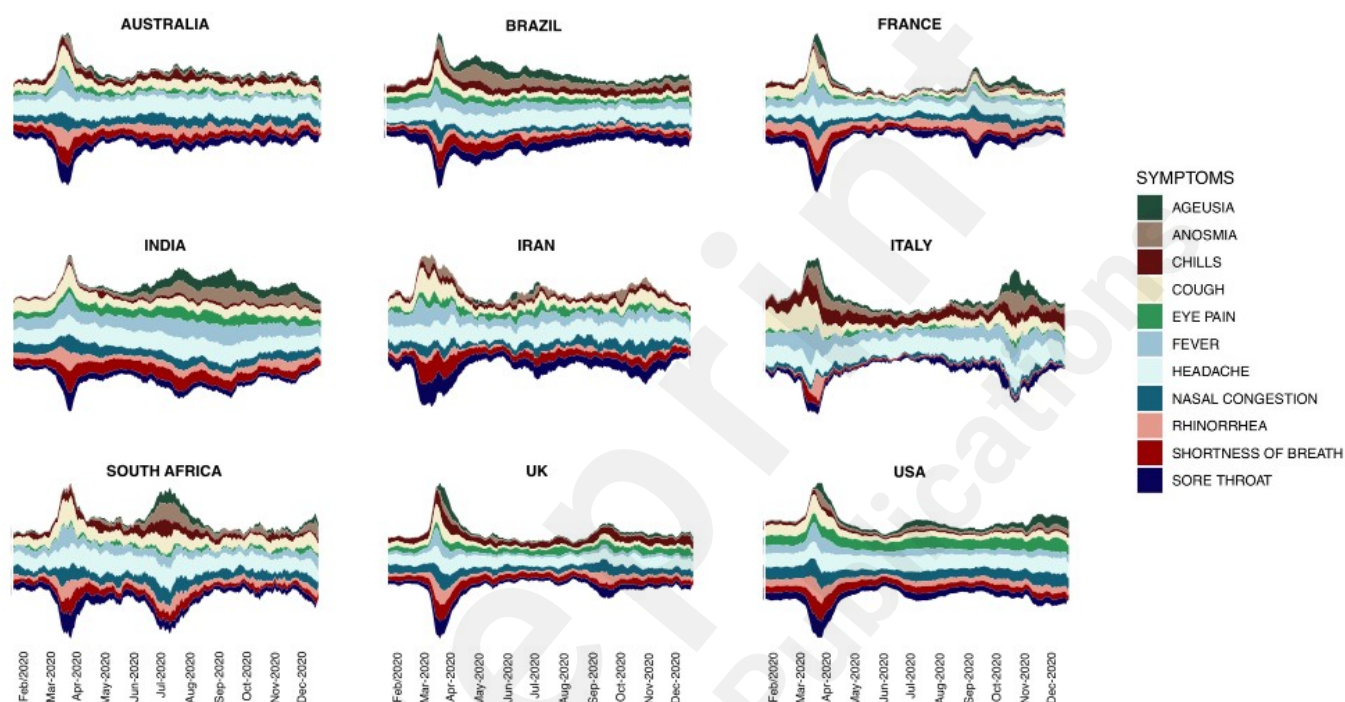 AUSTRALIA
BRAZIL
FRANCE
INDIA
IRAN
ITALY
SOUTH AFRICA
UK
USA
SYMPTOMS
AGEUSIA
ANOSMIA
CHILLS
COUGH
EYE PAIN
FEVER
HEADACHE
NASAL CONGESTION
RHINORRHEA
SHORTNESS OF BREATH
SORE THROAT
Feb/2020
Mar-2020
Apr-2020
May-2020
Jun-2020
Jul-2020
Aug-2020
Sep-2020
Oct-2020
Nov-2020
Dec-2020
Feb/2020
Mar-2020
Apr-2020
May-2020
Jun-2020
Jul-2020
Aug-2020
Sep-2020
Oct-2020
Nov-2020
Dec-2020
Feb/2020
Mar-2020
Apr-2020
May-2020
Jun-2020
Jul-2020
Aug-2020
Sep-2020
Oct-2020
Nov-2020
Dec-2020
eprint
Publications